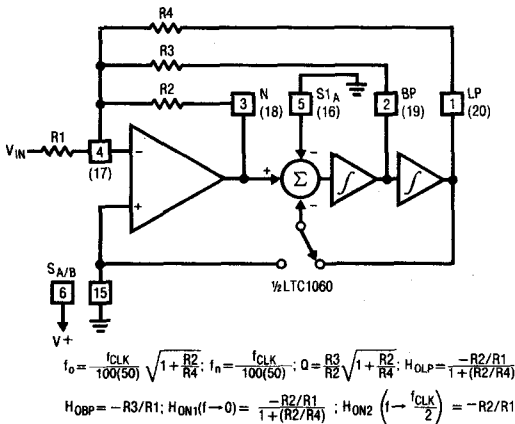 R4
R3
R2
N
S1A
BP
LP
3
(18)
5
(16)
2
(19)
1
(20)
R1
VIN
4
(17)
−
+
+
Σ
−
−
∫
∫
SA/B
6
V+
15
½LTC1060
fo = fCLK/100(50) √1 + R2/R4; fn = fCLK/100(50); Q = R3/R2 √1 + R2/R4; HOLP = −R2/R1/1 + (R2/R4)
HOBP = −R3/R1; HON1(f→0) = −R2/R1/1 + (R2/R4); HON2 (f→ fCLK/2) = −R2/R1